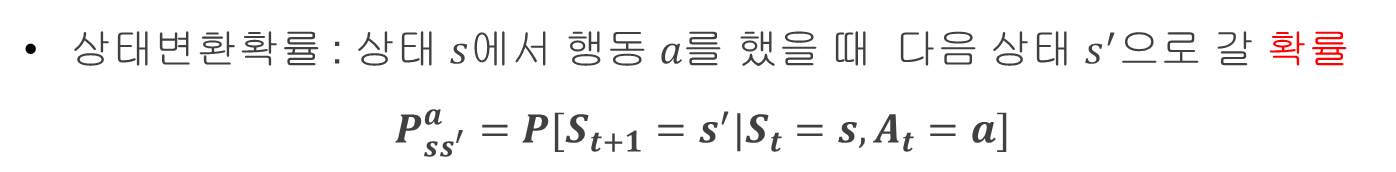 • 상태변환확률 : 상태 s에서 행동 a를 했을 때 다음 상태 s′으로 갈 확률
P^a_{ss′} = P[S_{t+1} = s′|S_t = s, A_t = a]